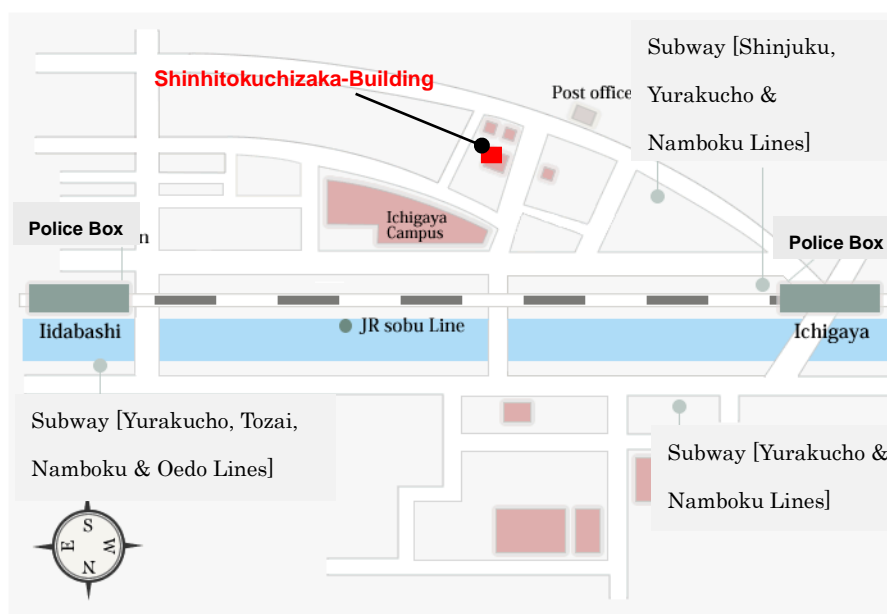 Subway [Shinjuku,
Yurakucho &
Namboku Lines]
Shinhitokuchizaka-Building
Post office
Ichigaya
Campus
Police Box
n
Police Box
Iidabashi
JR sobu Line
Ichigaya
Subway [Yurakucho, Tozai,
Namboku & Oedo Lines]
Subway [Yurakucho &
Namboku Lines]
S
E
W
N